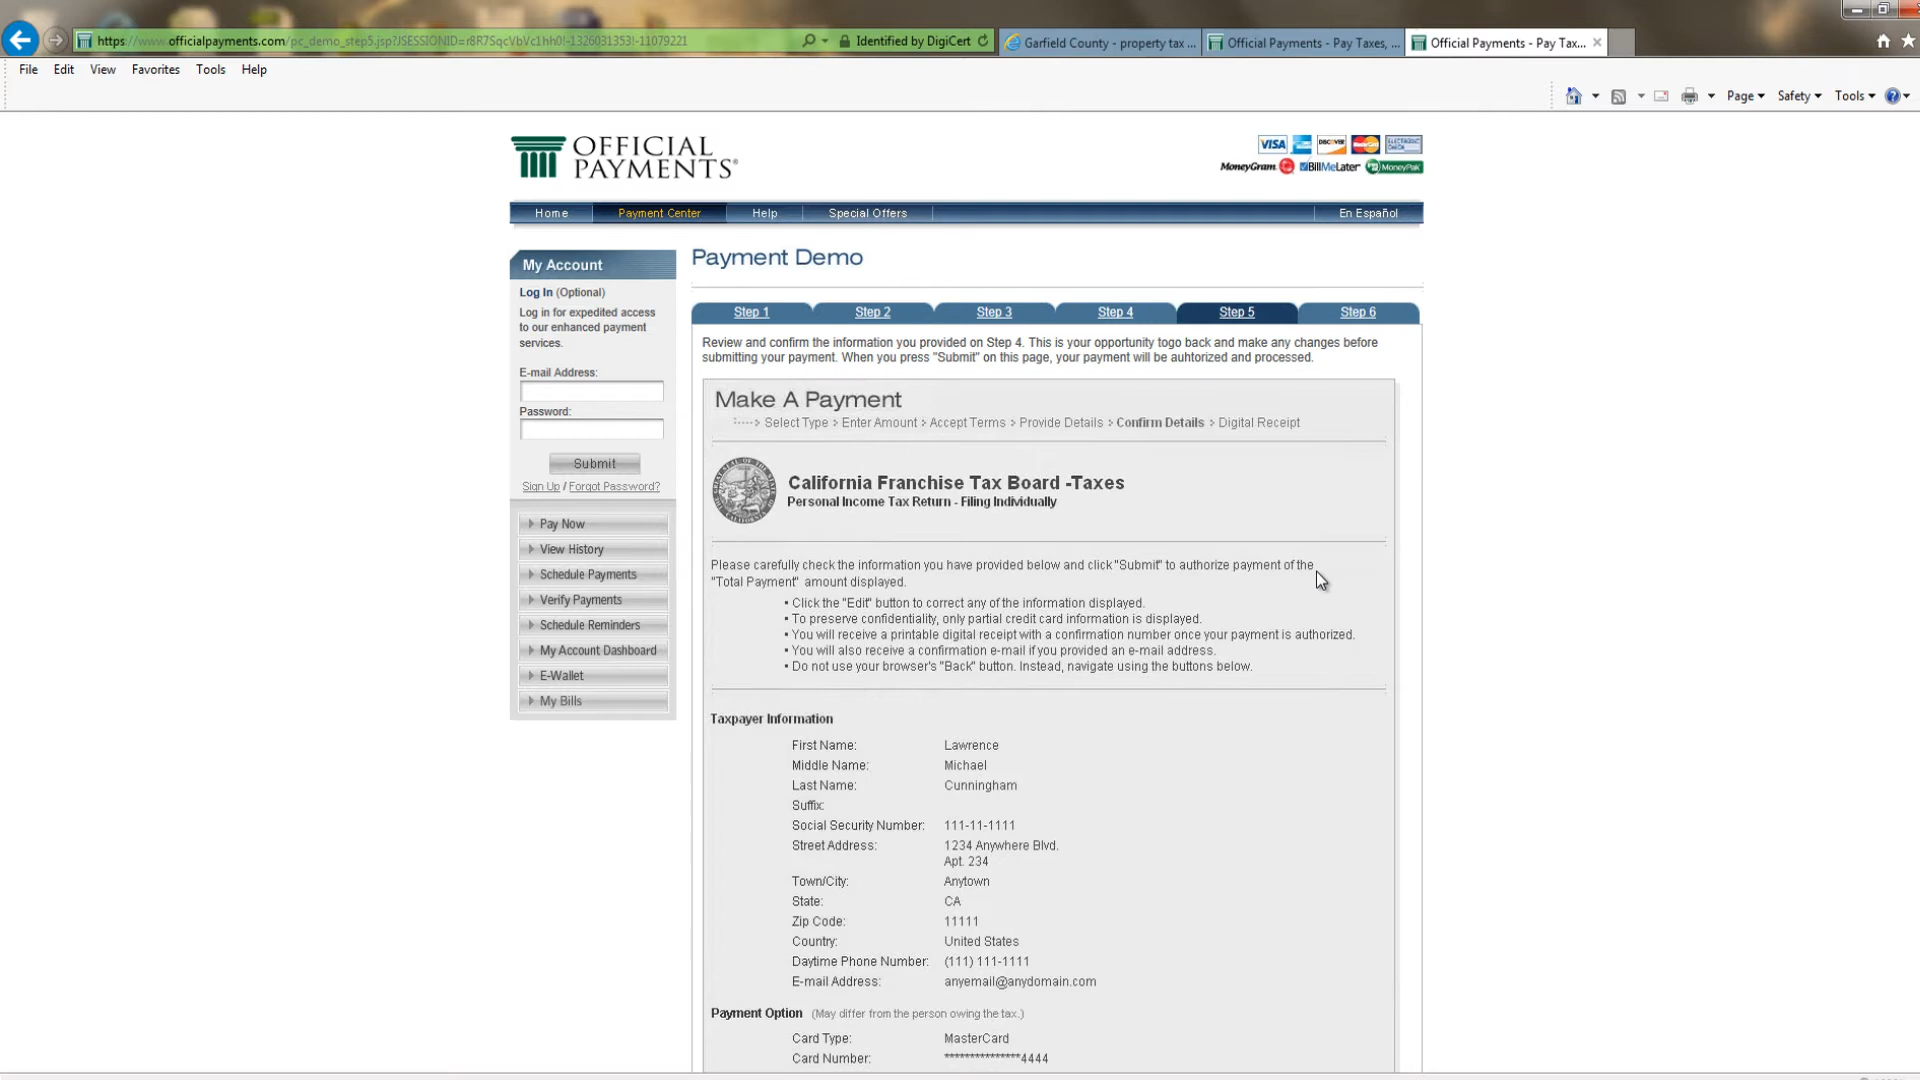 https://www.officialpayments.com/pc_demo_step5.jsp?JSESSIONID=r8R7SqcVbVc1hh0!-1326031353!-11079221
Identified by DigiCert
Garfield County - property tax ...
Official Payments - Pay Taxes, ...
Official Payments - Pay Tax...
File Edit View Favorites Tools Help
Page Safety Tools
OFFICIAL
PAYMENTS®
VISA DISCOVER MasterCard ELECTRONIC CHECK
MoneyGram BillMeLater MoneyPak
Home Payment Center Help Special Offers En Español
My Account
Log In (Optional)
Log in for expedited access
to our enhanced payment
services.
E-mail Address:
Password:
Submit
Sign Up / Forgot Password?
Pay Now
View History
Schedule Payments
Verify Payments
Schedule Reminders
My Account Dashboard
E-Wallet
My Bills
Payment Demo
Step 1 Step 2 Step 3 Step 4 Step 5 Step 6
Review and confirm the information you provided on Step 4. This is your opportunity togo back and make any changes before
submitting your payment. When you press "Submit" on this page, your payment will be auhtorized and processed.
Make A Payment
> Select Type > Enter Amount > Accept Terms > Provide Details > Confirm Details > Digital Receipt
California Franchise Tax Board -Taxes
Personal Income Tax Return - Filing Individually
Please carefully check the information you have provided below and click "Submit" to authorize payment of the
"Total Payment" amount displayed.
▪ Click the "Edit" button to correct any of the information displayed.
▪ To preserve confidentiality, only partial credit card information is displayed.
▪ You will receive a printable digital receipt with a confirmation number once your payment is authorized.
▪ You will also receive a confirmation e-mail if you provided an e-mail address.
▪ Do not use your browser's "Back" button. Instead, navigate using the buttons below.
Taxpayer Information
First Name: Lawrence
Middle Name: Michael
Last Name: Cunningham
Suffix:
Social Security Number: 111-11-1111
Street Address: 1234 Anywhere Blvd.
Apt. 234
Town/City: Anytown
State: CA
Zip Code: 11111
Country: United States
Daytime Phone Number: (111) 111-1111
E-mail Address: anyemail@anydomain.com
Payment Option (May differ from the person owing the tax.)
Card Type: MasterCard
Card Number: ***************4444